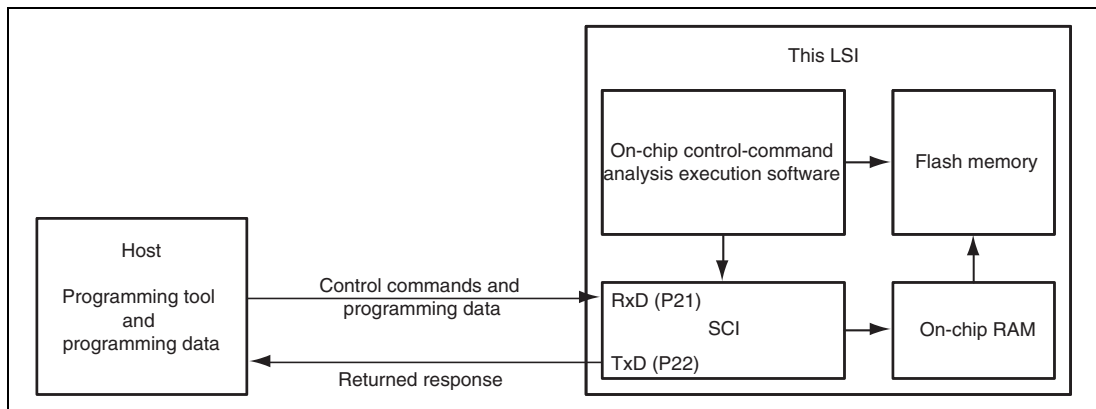 This LSI
On-chip control-command
analysis execution software
Flash memory
Host
Programming tool
and
programming data
Control commands and
programming data
Returned response
RxD (P21)
SCI
TxD (P22)
On-chip RAM